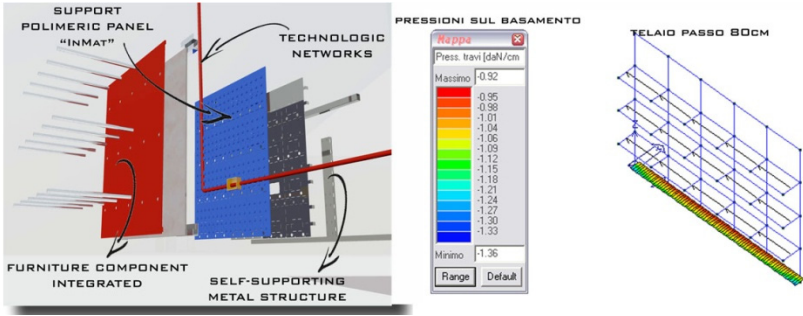 SUPPORT
POLIMERIC PANEL
"INMAT"
TECHNOLOGIC
NETWORKS
FURNITURE COMPONENT
INTEGRATED
SELF-SUPPORTING
METAL STRUCTURE
PRESSIONI SUL BASAMENTO
Mappa
Press. travi [daN/cm
Massimo -0.92
-0.95
-0.98
-1.01
-1.04
-1.06
-1.09
-1.12
-1.15
-1.18
-1.21
-1.24
-1.27
-1.30
-1.33
Minimo -1.36
Range Default
TELAIO PASSO 80CM
Z